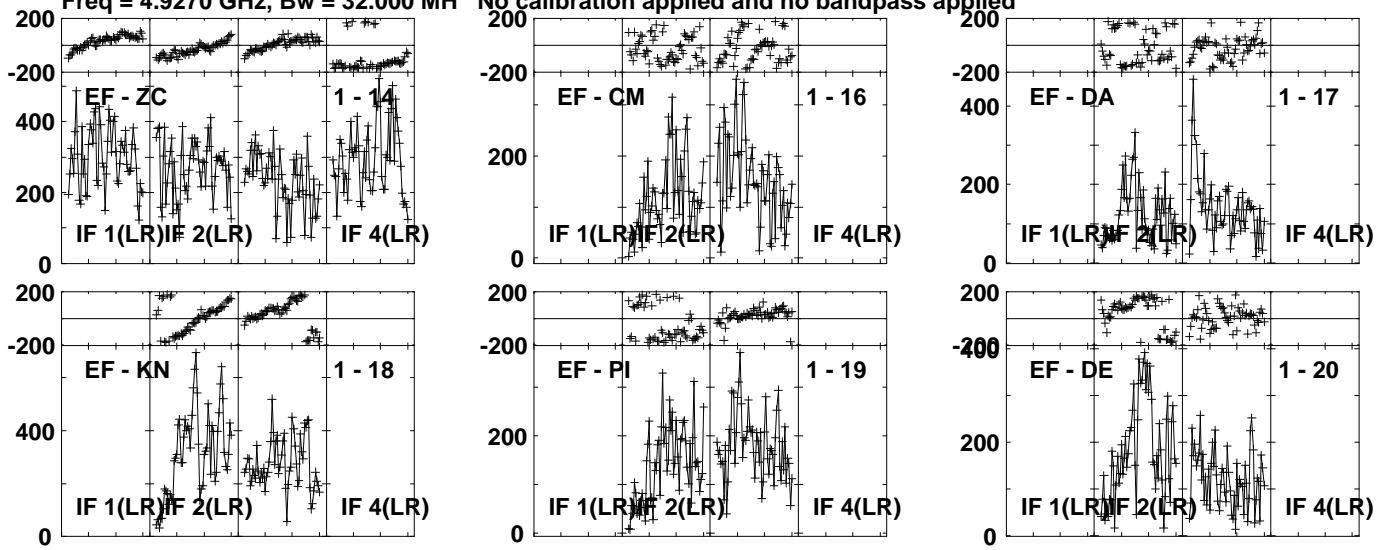 Freq = 4.9270 GHz, Bw = 32.000 MH No calibration applied and no bandpass applied
200
-200
EF - ZC 1 - 14
400
200
IF 1(LR) IF 2(LR) IF 4(LR)
0
EF - CM 1 - 16
200
IF 1(LR) IF 2(LR) IF 4(LR)
0
200
-200
EF - DA 1 - 17
400
200
IF 1(LR) IF 2(LR) IF 4(LR)
0
200
-200
EF - KN 1 - 18
400
IF 1(LR) IF 2(LR) IF 4(LR)
0
EF - PI 1 - 19
200
IF 1(LR) IF 2(LR) IF 4(LR)
0
200
-200
400
EF - DE 1 - 20
200
IF 1(LR) IF 2(LR) IF 4(LR)
0